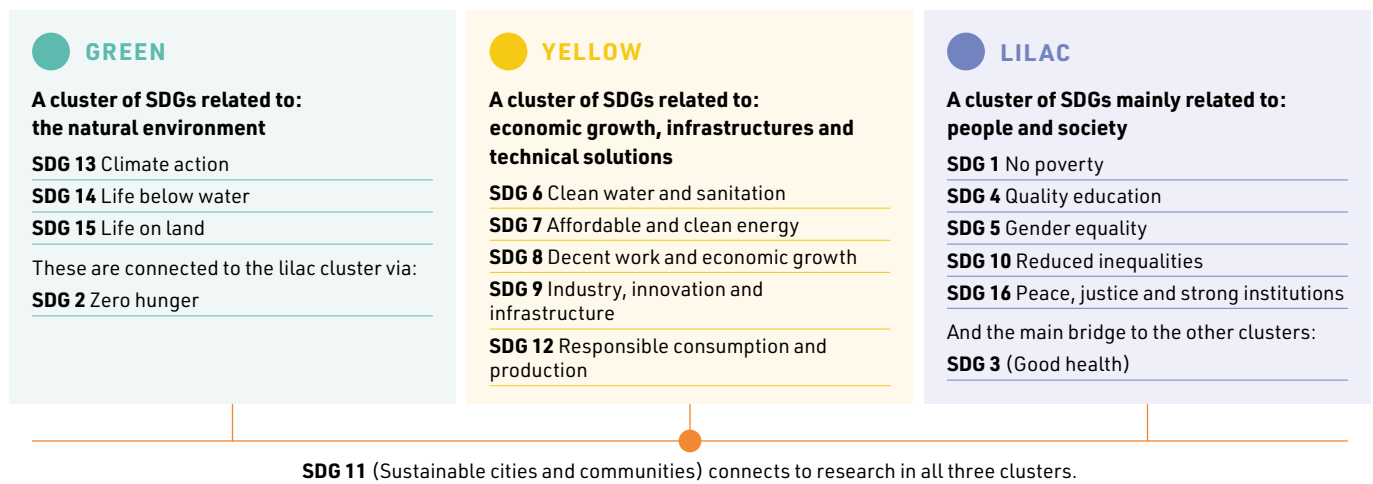 GREEN
A cluster of SDGs related to:
the natural environment
SDG 13 Climate action
SDG 14 Life below water
SDG 15 Life on land
These are connected to the lilac cluster via:
SDG 2 Zero hunger
YELLOW
A cluster of SDGs related to:
economic growth, infrastructures and
technical solutions
SDG 6 Clean water and sanitation
SDG 7 Affordable and clean energy
SDG 8 Decent work and economic growth
SDG 9 Industry, innovation and
infrastructure
SDG 12 Responsible consumption and
production
LILAC
A cluster of SDGs mainly related to:
people and society
SDG 1 No poverty
SDG 4 Quality education
SDG 5 Gender equality
SDG 10 Reduced inequalities
SDG 16 Peace, justice and strong institutions
And the main bridge to the other clusters:
SDG 3 (Good health)
SDG 11 (Sustainable cities and communities) connects to research in all three clusters.